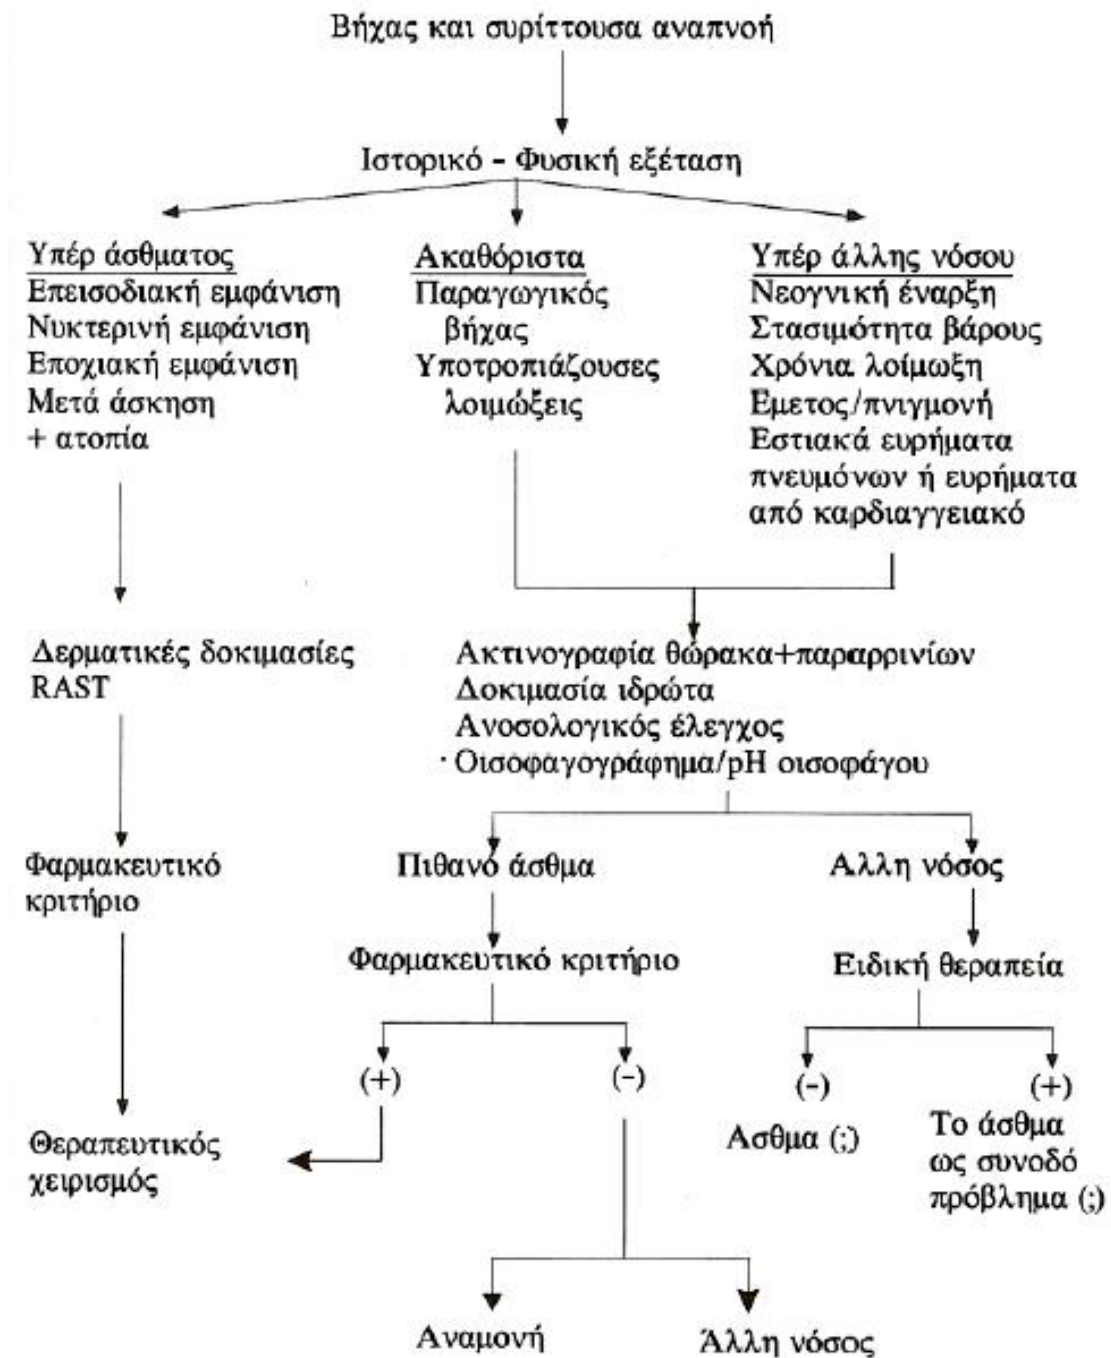 Βήχας και συρίττουσα αναπνοή
Ιστορικό - Φυσική εξέταση
Υπέρ άσθματος
Επεισοδιακή εμφάνιση
Νυκτερινή εμφάνιση
Εποχιακή εμφάνιση
Μετά άσκηση
+ ατοπία
Ακαθόριστα
Παραγωγικός
βήχας
Υποτροπιάζουσες
λοιμώξεις
Υπέρ άλλης νόσου
Νεογνική έναρξη
Στασιμότητα βάρους
Χρόνια λοίμωξη
Εμετος/πνιγμονή
Εστιακά ευρήματα
πνευμόνων ή ευρήματα
από καρδιαγγειακό
Δερματικές δοκιμασίες
RAST
Ακτινογραφία θώρακα+παραρρινίων
Δοκιμασία ιδρώτα
Ανοσολογικός έλεγχος
Οισοφαγογράφημα/pH οισοφάγου
Φαρμακευτικό
κριτήριο
Πιθανό άσθμα
Αλλη νόσος
Φαρμακευτικό κριτήριο
Ειδική θεραπεία
(+)
(-)
(-)
(+)
Θεραπευτικός
χειρισμός
Ασθμα (;)
Το άσθμα
ως συνοδό
πρόβλημα (;)
Αναμονή
Άλλη νόσος